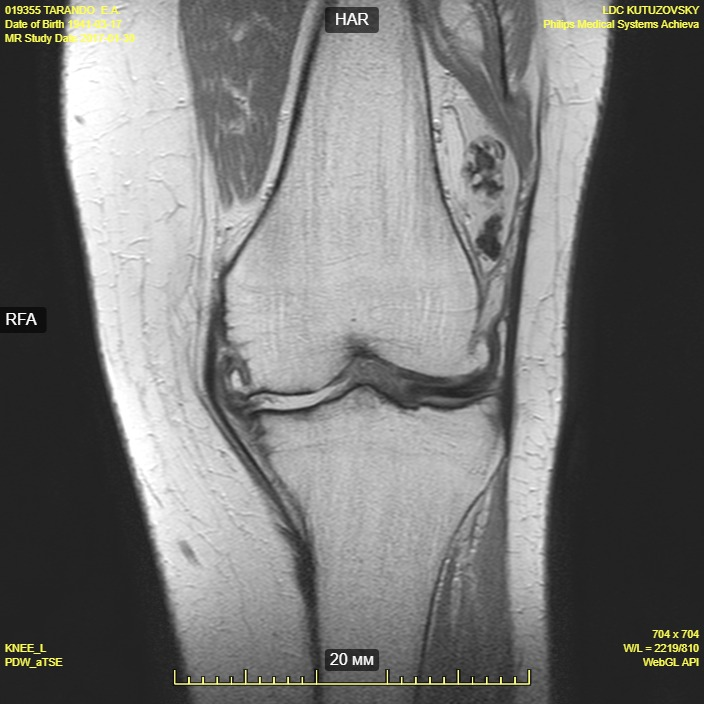 019355 TARANDO E A
LDC KUTUZOVSKY
HAR
Date of Birth
Philips Medical Systems Achieva
MR Study Date
RFA
KNEE_L
PDW_aTSE
20 мм
704 x 704
W/L = 2219/810
WebGL API